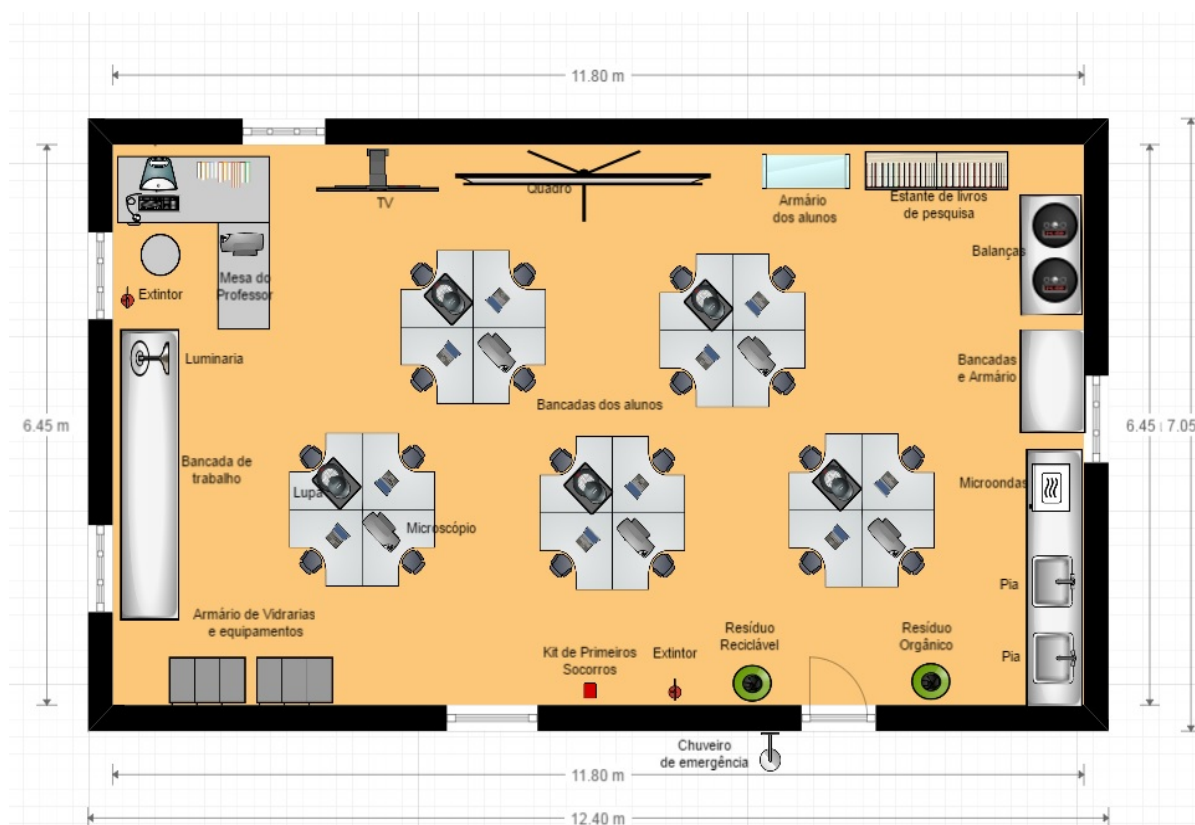 11.80 m
Quadro
TV
Armário
dos alunos
Estante de livros
de pesquisa
Balanças
Mesa do
Professor
Extintor
Luminaria
Bancadas
e Armário
Bancadas dos alunos
6.45 m
6.45
7.05
Bancada de
trabalho
Lupa
Microscópio
Microondas
Pia
Armário de Vidrarias
e equipamentos
Resíduo
Reciclável
Resíduo
Orgânico
Kit de Primeiros
Socorros
Extintor
Pia
Chuveiro
de emergência
11.80 m
12.40 m